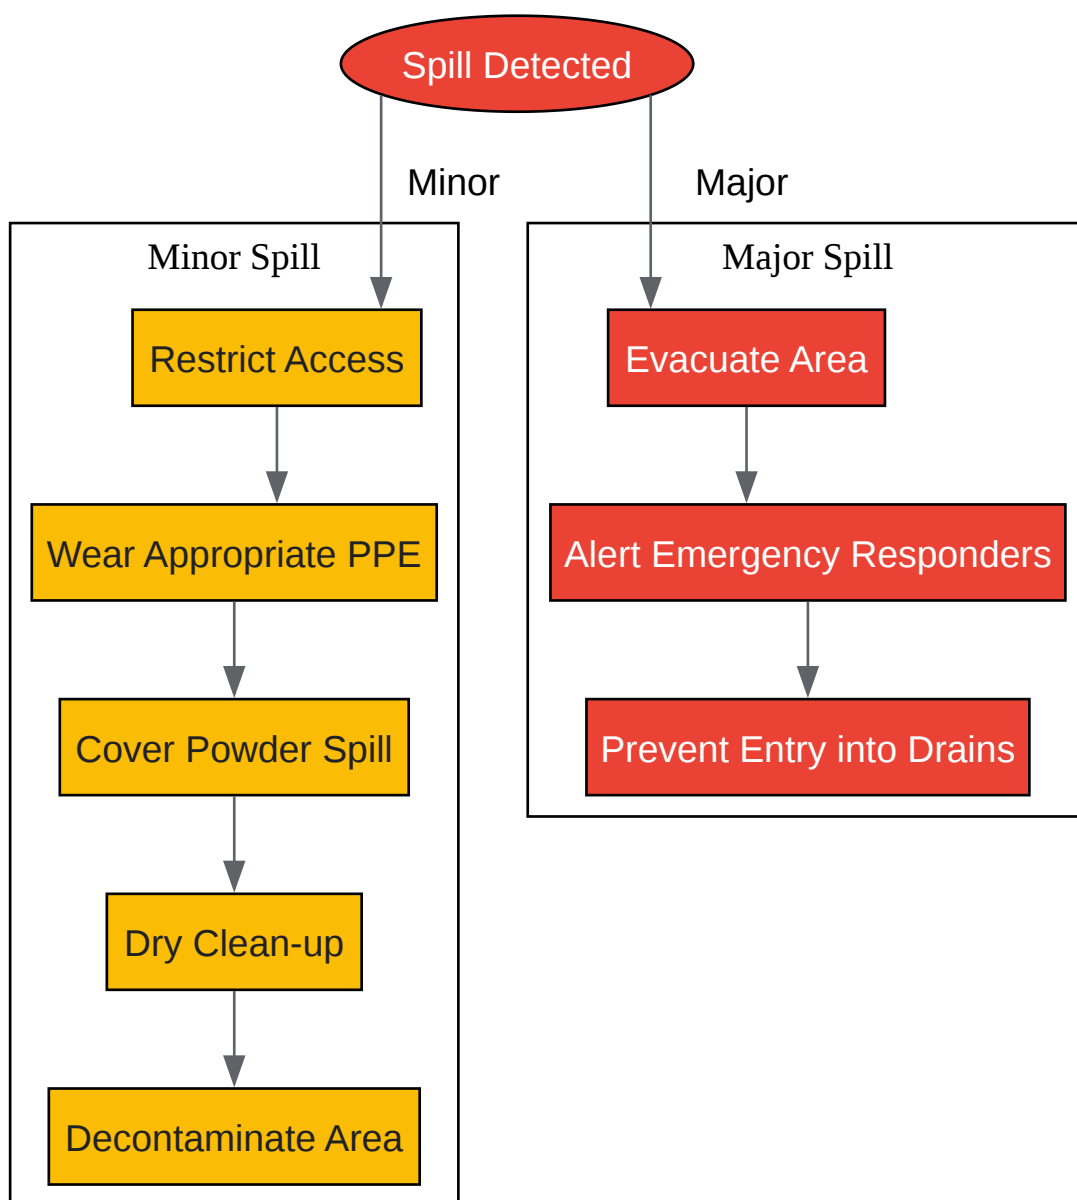 Spill Detected
Minor
Major
Minor Spill
Restrict Access
Wear Appropriate PPE
Cover Powder Spill
Dry Clean-up
Decontaminate Area
Major Spill
Evacuate Area
Alert Emergency Responders
Prevent Entry into Drains